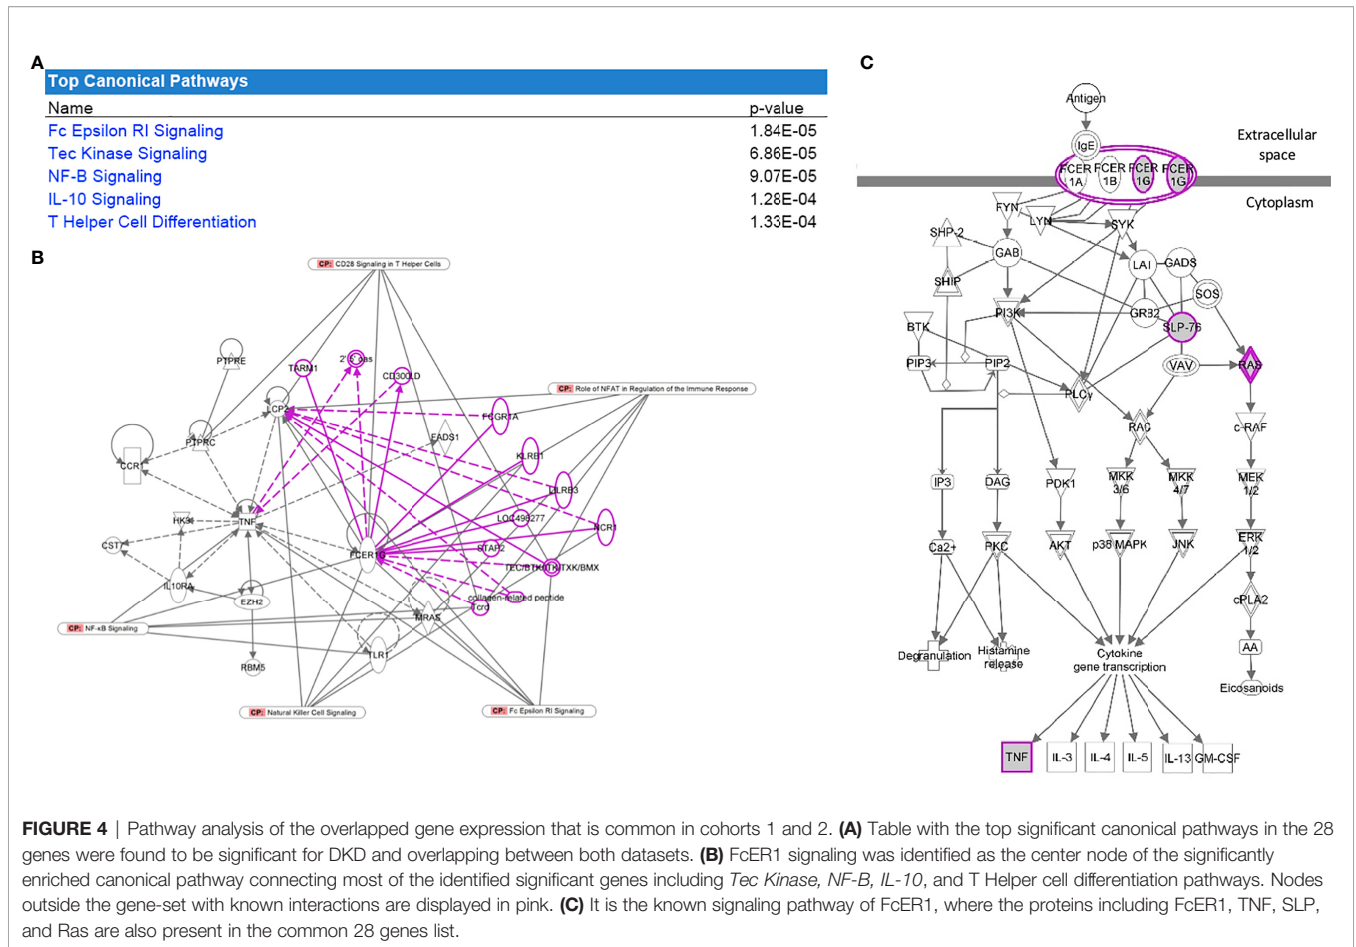 A
Top Canonical Pathways
Name p-value
Fc Epsilon RI Signaling 1.84E-05
Tec Kinase Signaling 6.86E-05
NF-B Signaling 9.07E-05
IL-10 Signaling 1.28E-04
T Helper Cell Differentiation 1.33E-04
B
CP: CD28 Signaling in T Helper Cells
PTPRE
TARM1
2' 5' oas
CD300LD
CP: Role of NFAT in Regulation of the Immune Response
LCP2
FCGR1A
PTPRC
FADS1
CCR1
KLRB1
LILRB3
HK3
TNF
LOC498277
NCR1
CST7
FCER1G
STAP2
TEC/BTK/ITK/TXK/BMX
IL10RA
EZH2
collagen-related peptide
Tcrd
MRAS
CP: NF-κB Signaling
TLR1
RBM5
CP: Natural Killer Cell Signaling
CP: Fc Epsilon RI Signaling
C
Antigen
Extracellular
space
IgE
FCER
1A
FCER
1B
FCER
1G
FCER
1G
Cytoplasm
FYN
LYN
SYK
SHP-2
GAB
LAT
GADS
SHIP
SOS
PI3K
GRB2
SLP-76
BTK
PIP3
PIP2
VAV
RAS
PLCγ
RAC
c-RAF
IP3
DAG
PDK1
MKK
3/6
MKK
4/7
MEK
1/2
Ca2+
PKC
AKT
p38 MAPK
JNK
ERK
1/2
cPLA2
Degranulation
Histamine
release
Cytokine
gene transcription
AA
Eicosanoids
TNF
IL-3
IL-4
IL-5
IL-13
GM-CSF
FIGURE 4 | Pathway analysis of the overlapped gene expression that is common in cohorts 1 and 2. (A) Table with the top significant canonical pathways in the 28
genes were found to be significant for DKD and overlapping between both datasets. (B) FcER1 signaling was identified as the center node of the significantly
enriched canonical pathway connecting most of the identified significant genes including Tec Kinase, NF-B, IL-10, and T Helper cell differentiation pathways. Nodes
outside the gene-set with known interactions are displayed in pink. (C) It is the known signaling pathway of FcER1, where the proteins including FcER1, TNF, SLP,
and Ras are also present in the common 28 genes list.